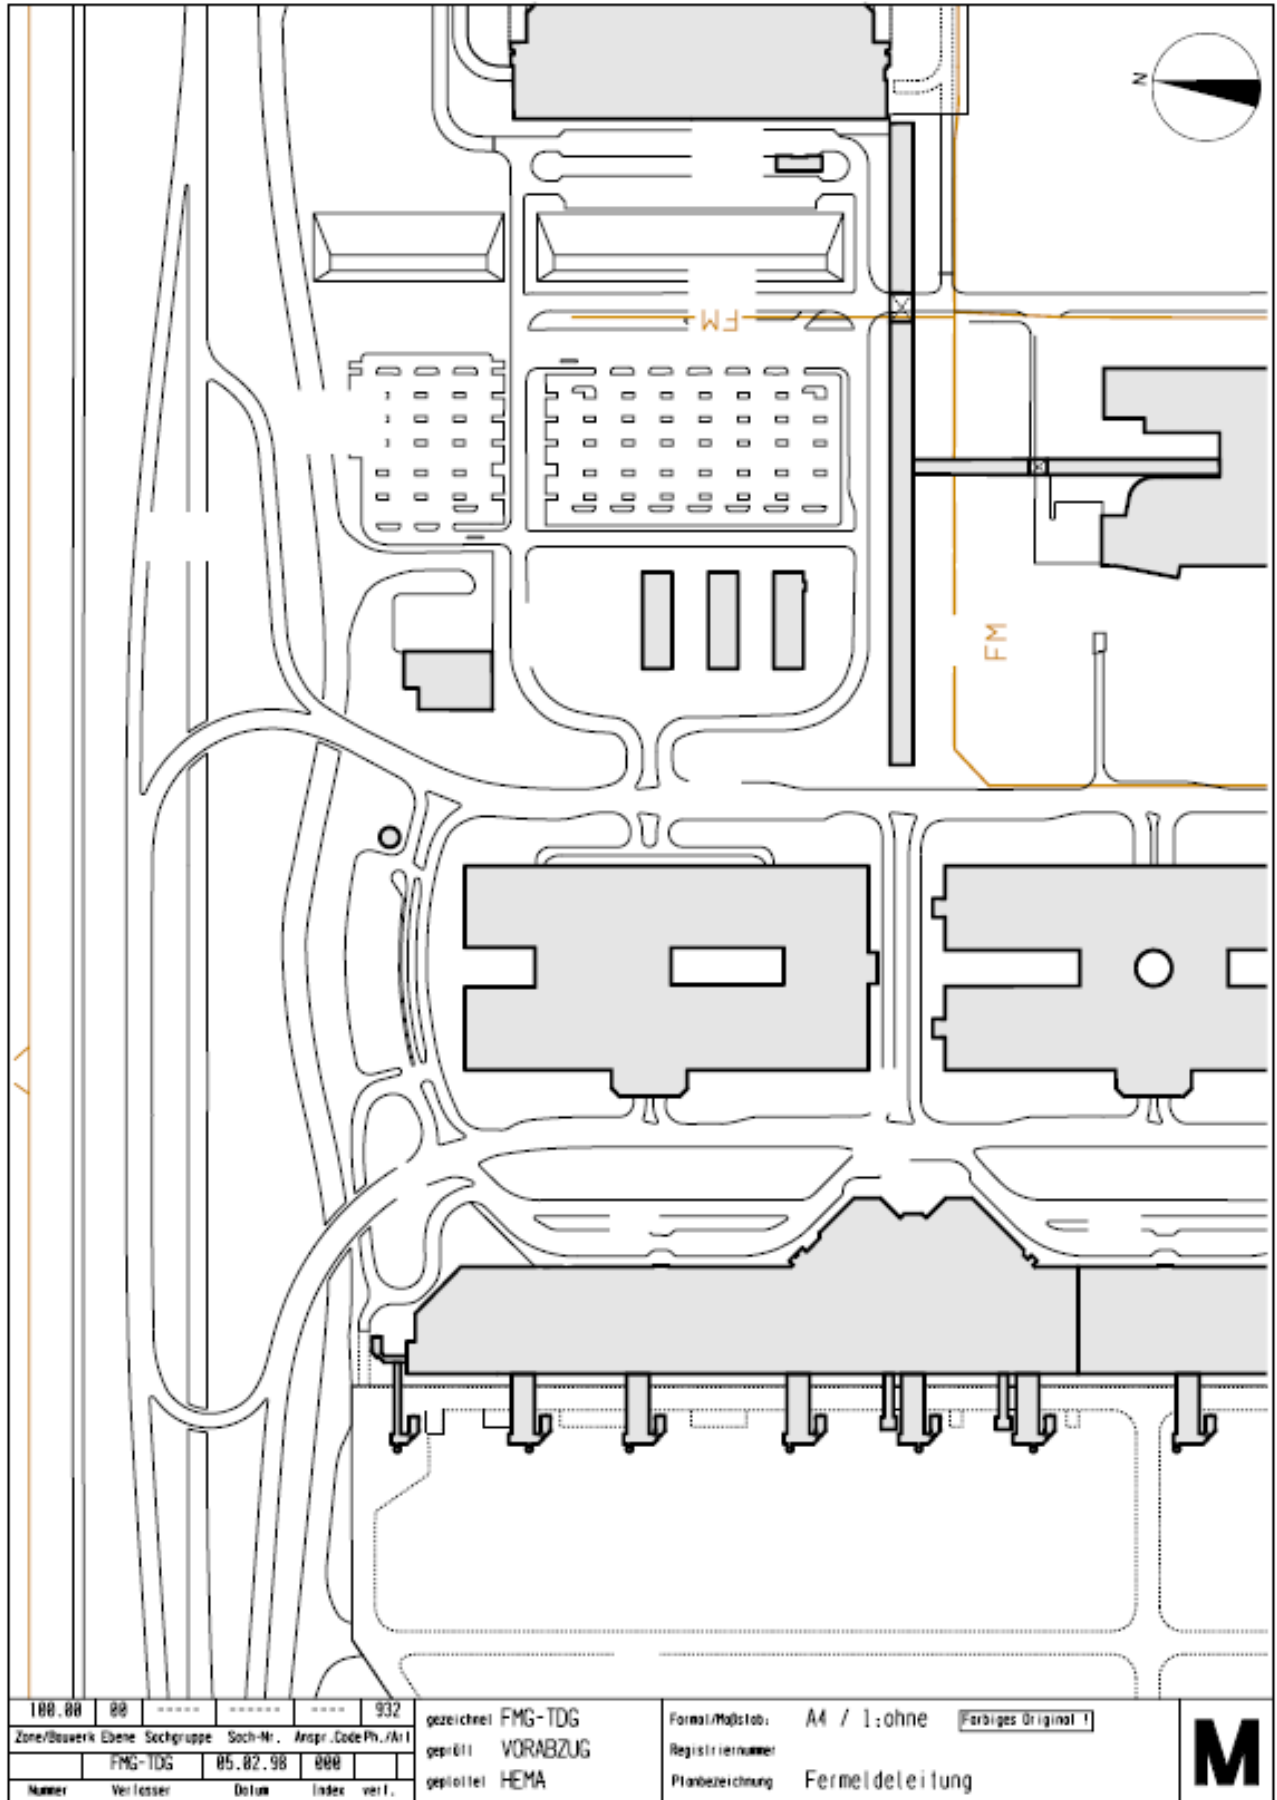 N
FM
FM
100.00 00 ----- ------ ---- 932
Zone/Bauwerk Ebene Sachgruppe Sach-Nr. Anspr.Code Ph./Art
FMG-TDG 05.02.98 000
Nummer Verfasser Datum Index verf.
gezeichnet FMG-TDG
geprüft VORABZUG
geplottet HEMA
Format/Maßstab: A4 / 1:ohne Farbiges Original !
Registriernummer
Planbezeichnung Fermeldeleitung
M